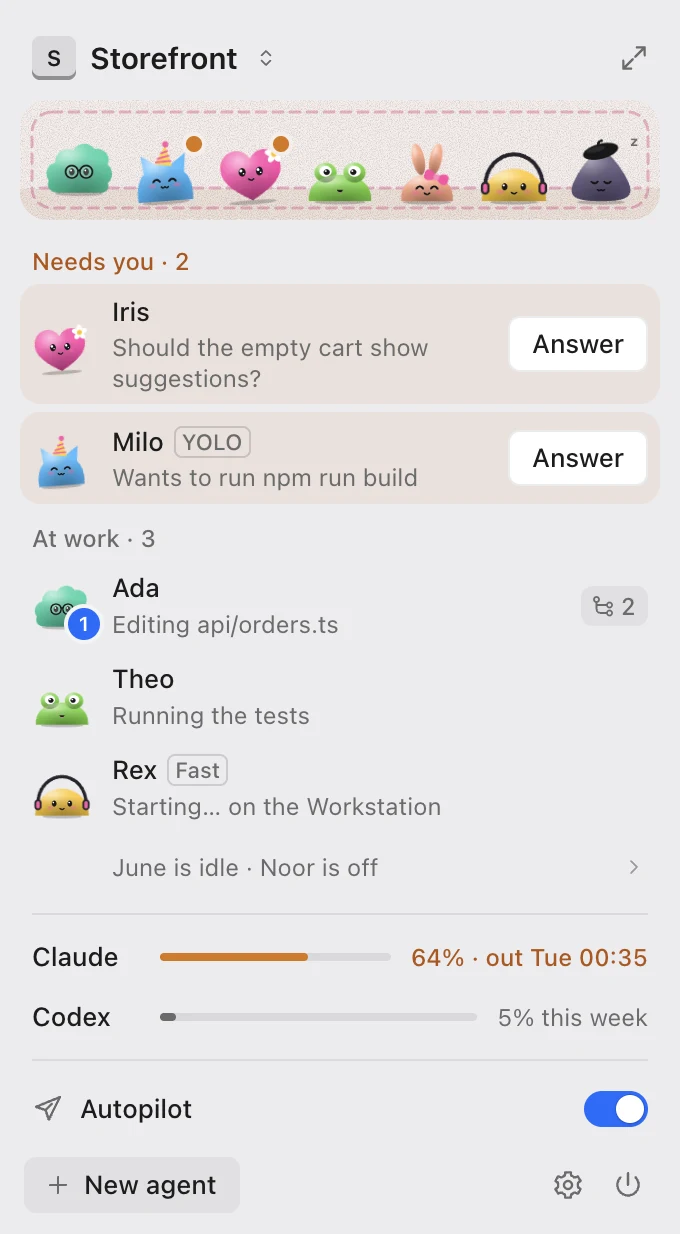 S Storefront
z
Needs you · 2
Iris
Should the empty cart show
suggestions?
Answer
Milo YOLO
Wants to run npm run build
Answer
At work · 3
Ada
1
Editing api/orders.ts
2
Theo
Running the tests
Rex Fast
Starting... on the Workstation
June is idle · Noor is off
Claude 64% · out Tue 00:35
Codex 5% this week
Autopilot
+ New agent